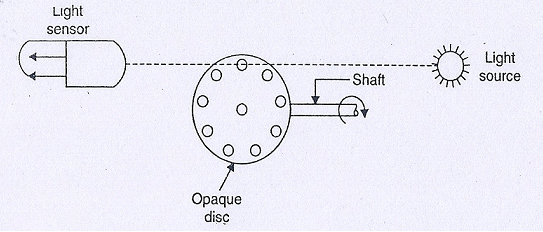 Light
sensor
Light
source
Shaft
Opaque
disc